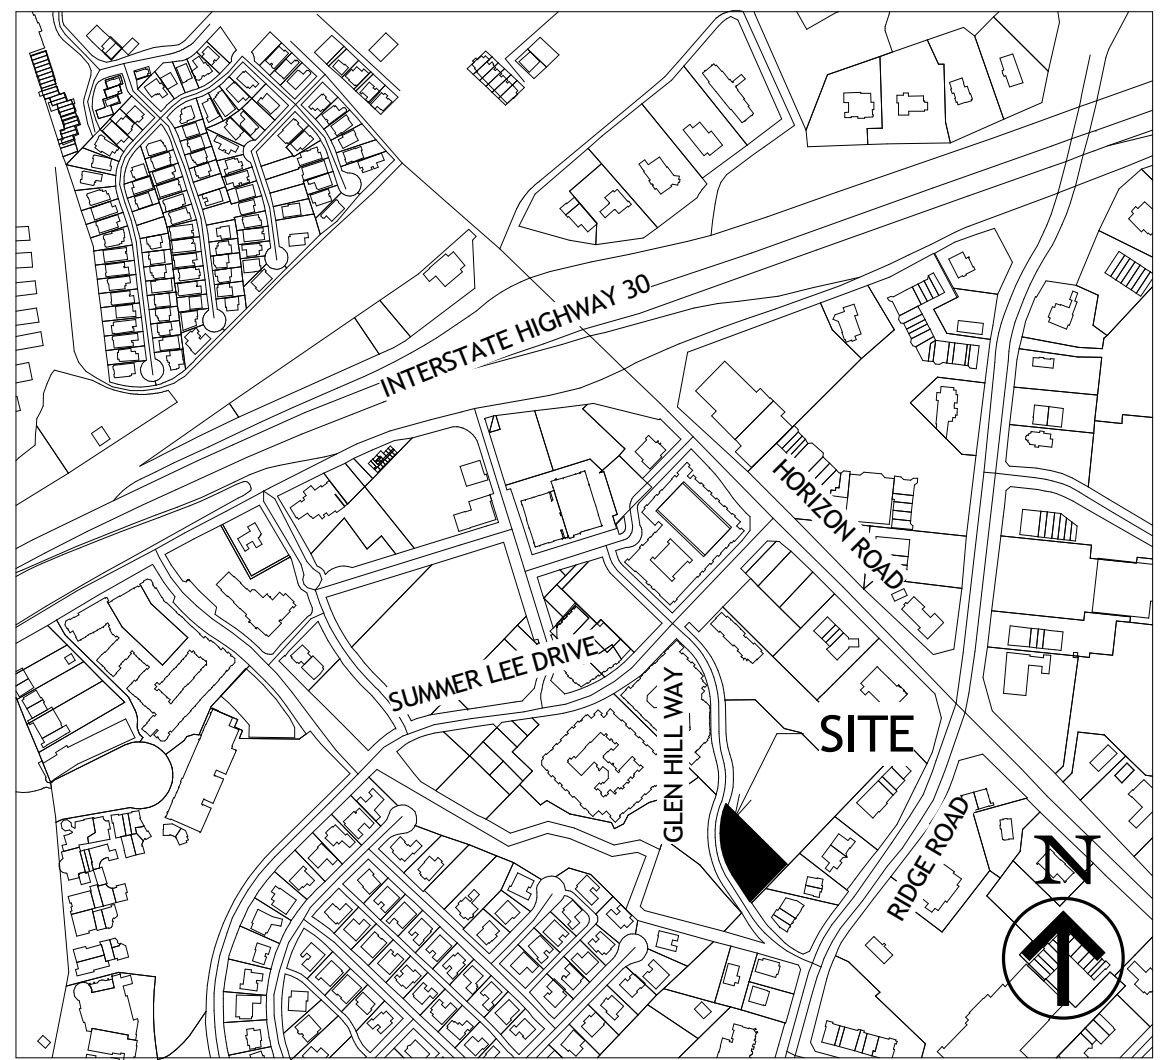 INTERSTATE HIGHWAY 30
HORIZON ROAD
SUMMER LEE DRIVE
GLEN HILL WAY
SITE
RIDGE ROAD
N